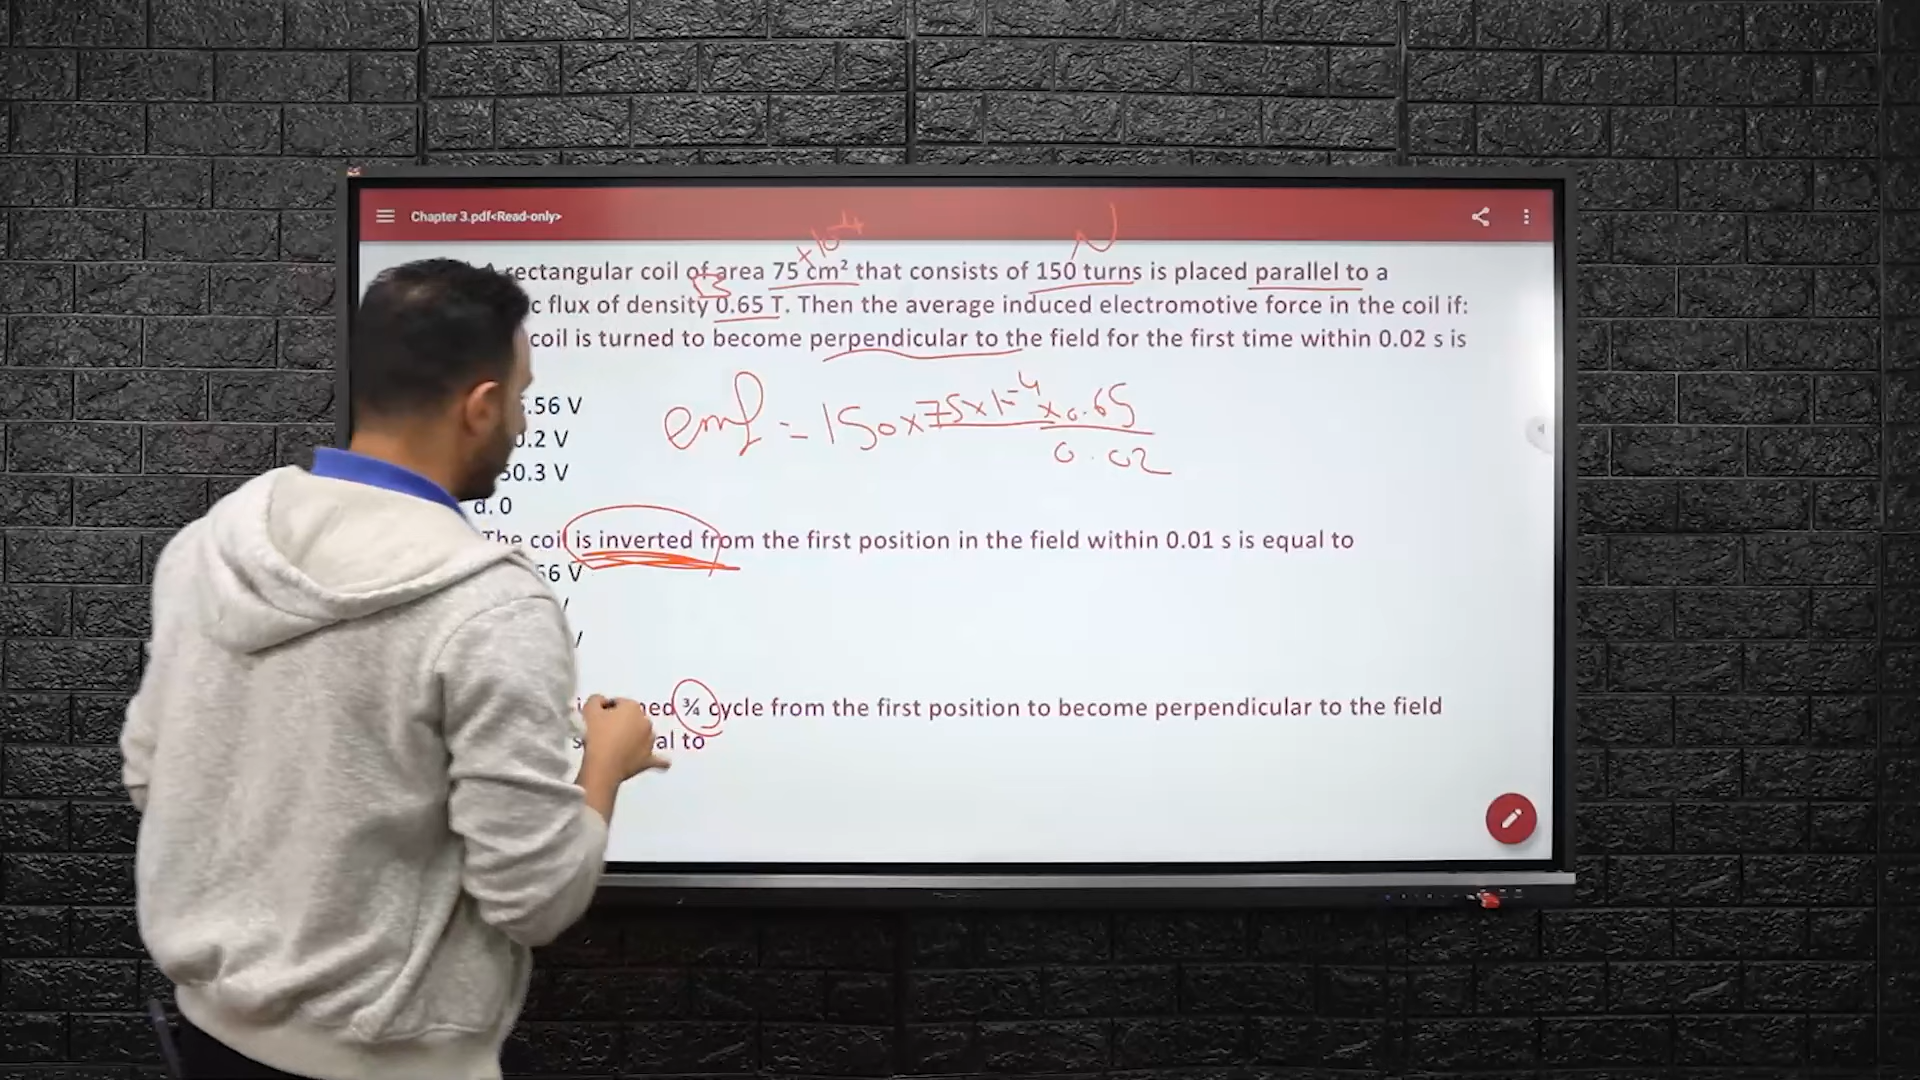 Chapter 3.pdf<Read-only>
×10⁻⁴ N
rectangular coil of area 75 cm² that consists of 150 turns is placed parallel to a
c flux of density 0.65 T. Then the average induced electromotive force in the coil if:
coil is turned to become perpendicular to the field for the first time within 0.02 s is
emf = 150×75×10⁻⁴×0.65
0.02
.56 V
0.2 V
50.3 V
d. 0
The coil is inverted from the first position in the field within 0.01 s is equal to
56 V
V
V
ned ¾ cycle from the first position to become perpendicular to the field
al to